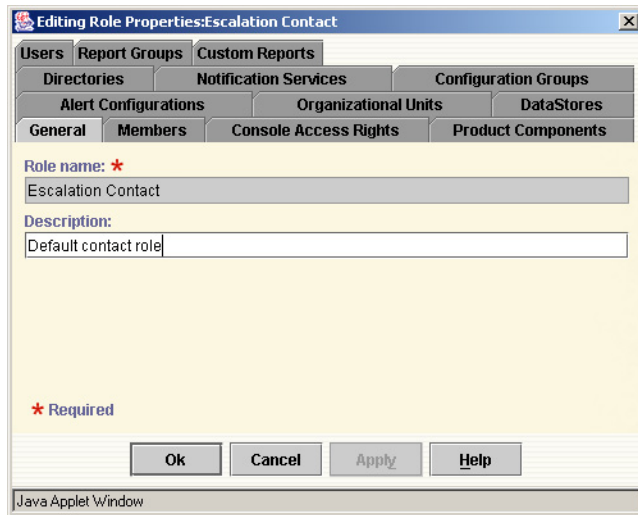 Editing Role Properties:Escalation Contact
Users Report Groups Custom Reports
Directories Notification Services Configuration Groups
Alert Configurations Organizational Units DataStores
General Members Console Access Rights Product Components
Role name: *
Escalation Contact
Description:
Default contact role
* Required
Ok Cancel Apply Help
Java Applet Window